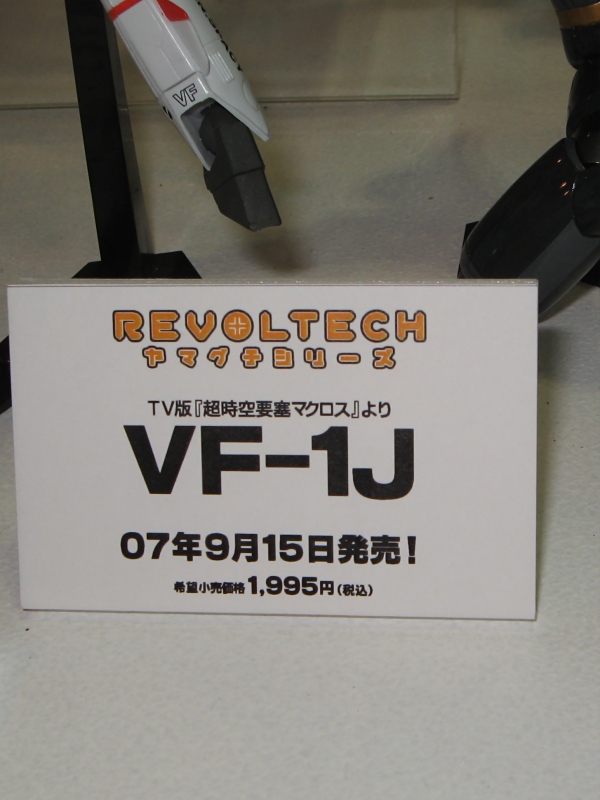 VF
REVOLTECH
ヤマグチシリーズ
TV版『超時空要塞マクロス』より
VF-1J
07年9月15日発売!
希望小売価格1,995円(税込)